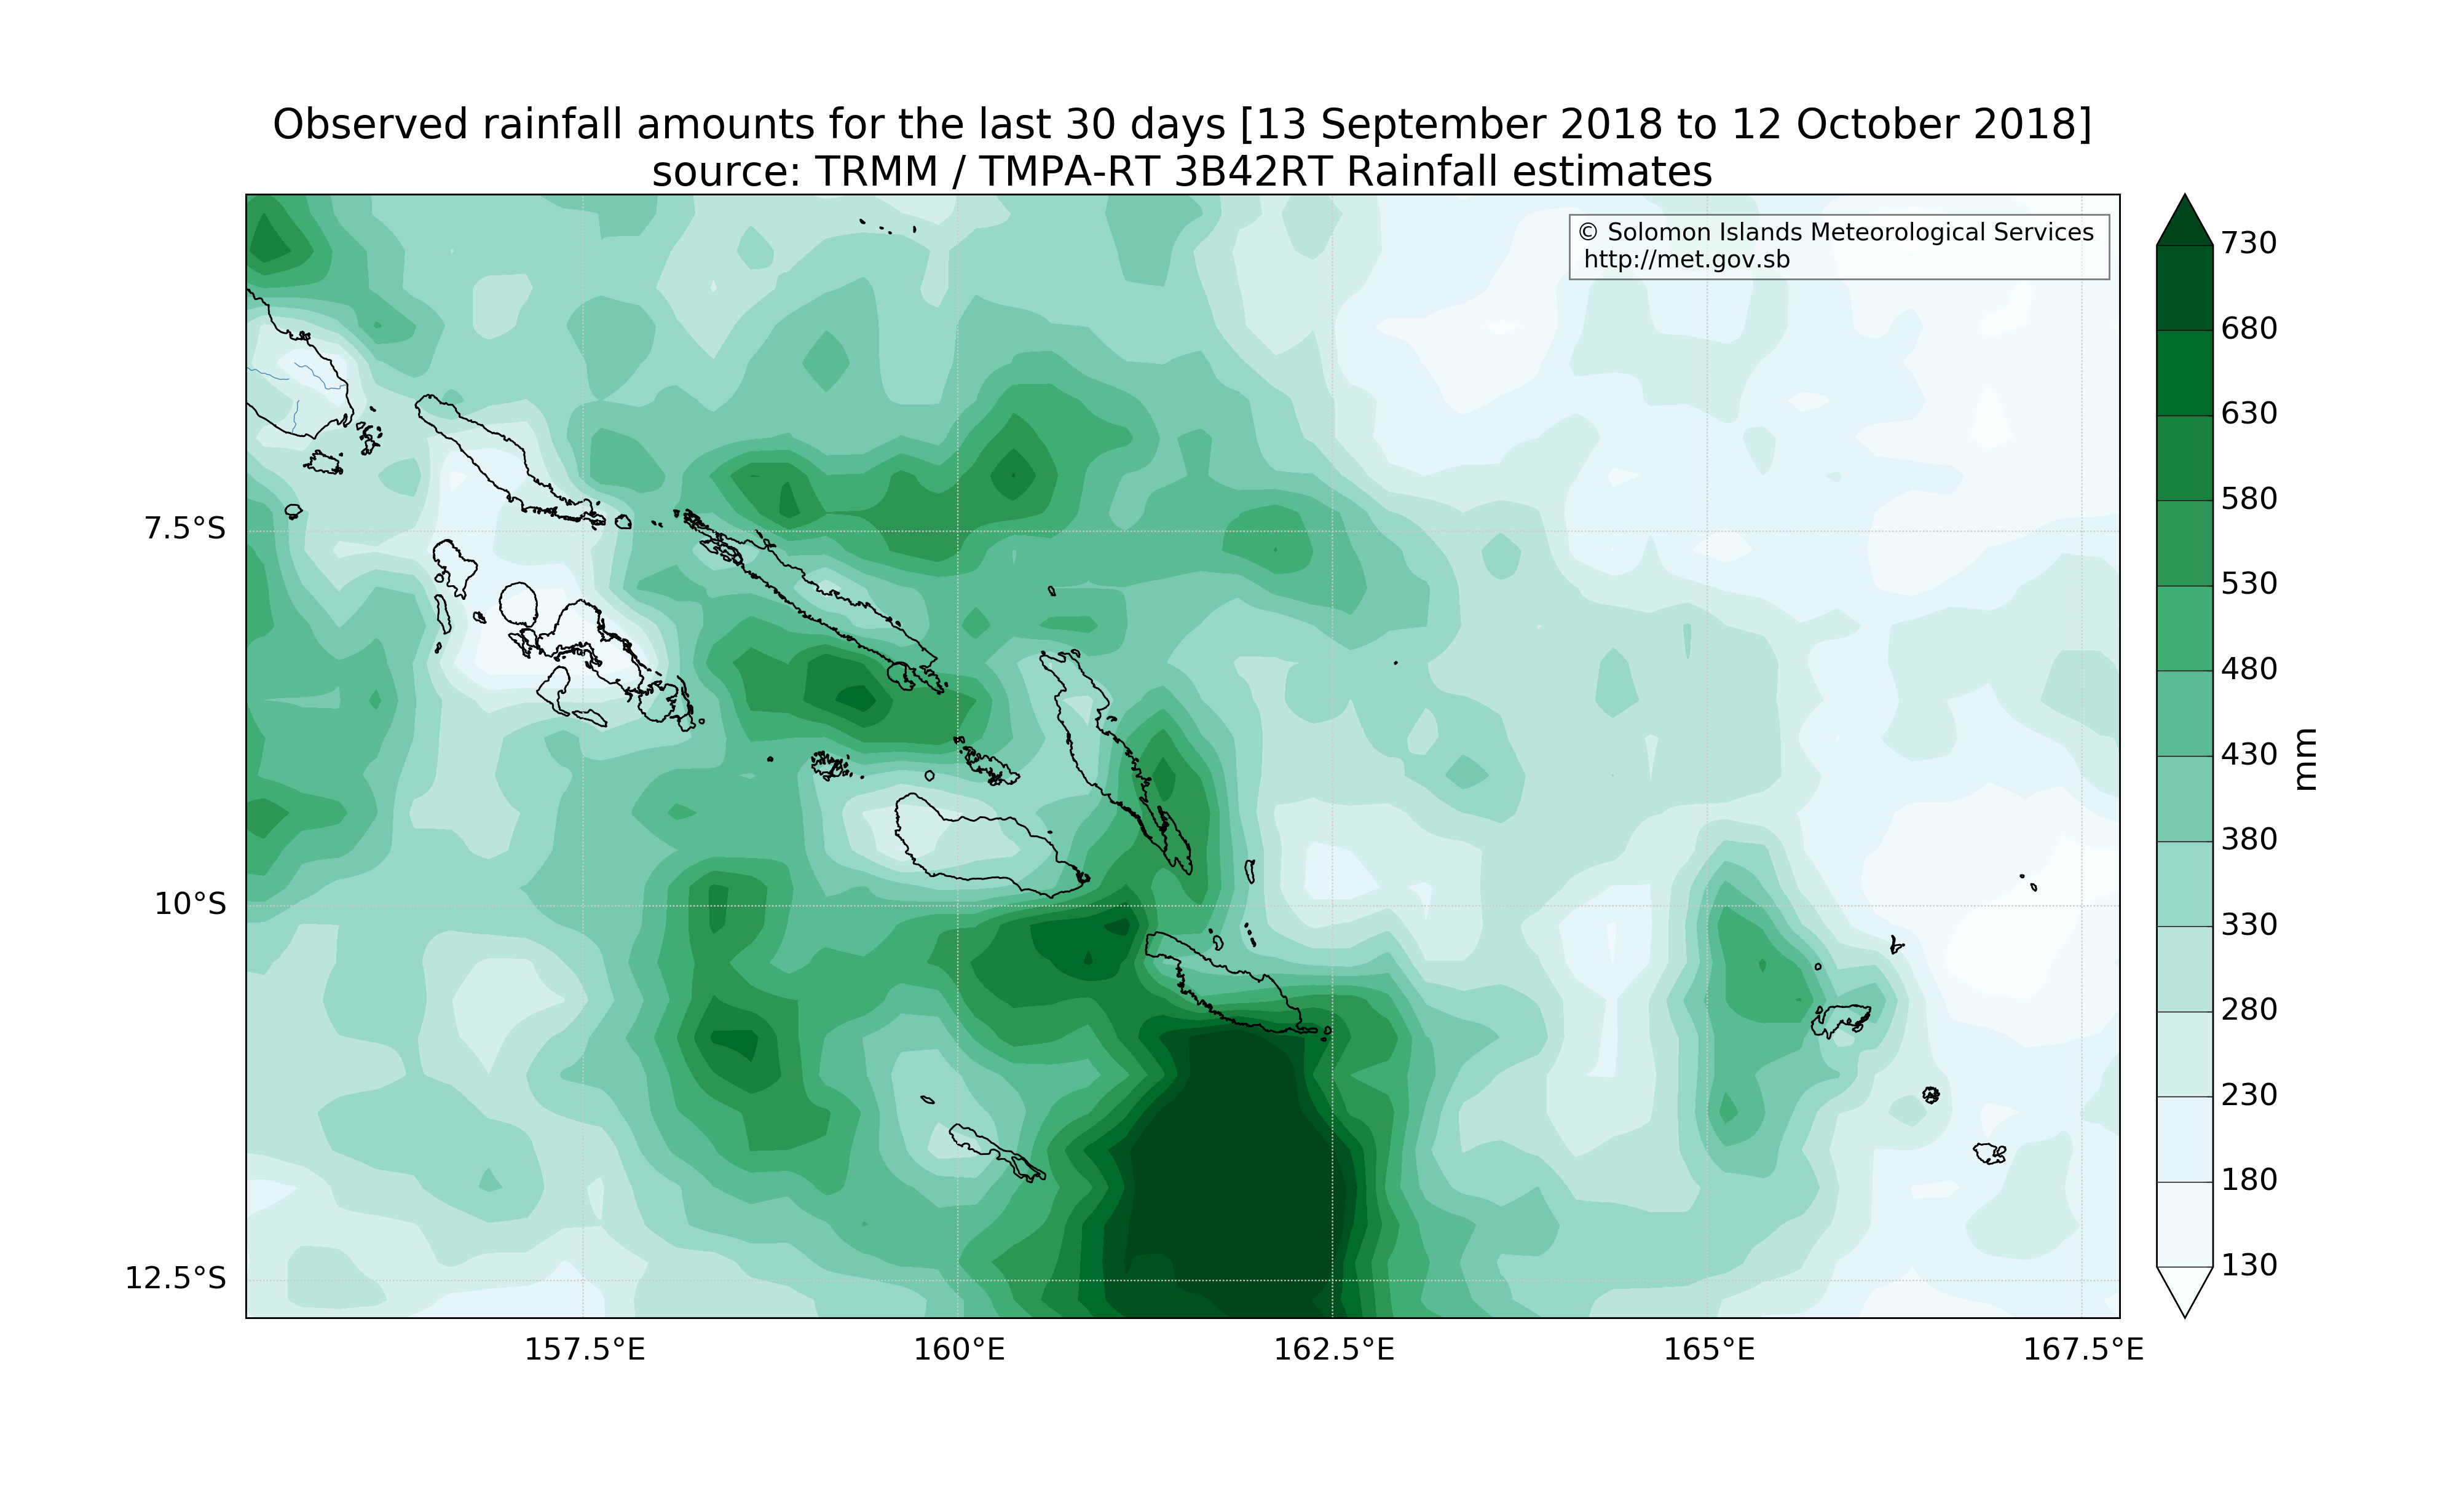 Observed rainfall amounts for the last 30 days [13 September 2018 to 12 October 2018]
source: TRMM / TMPA-RT 3B42RT Rainfall estimates
© Solomon Islands Meteorological Services
http://met.gov.sb
7.5°S
10°S
12.5°S
157.5°E
160°E
162.5°E
165°E
167.5°E
730
680
630
580
530
480
430
380
330
280
230
180
130
mm